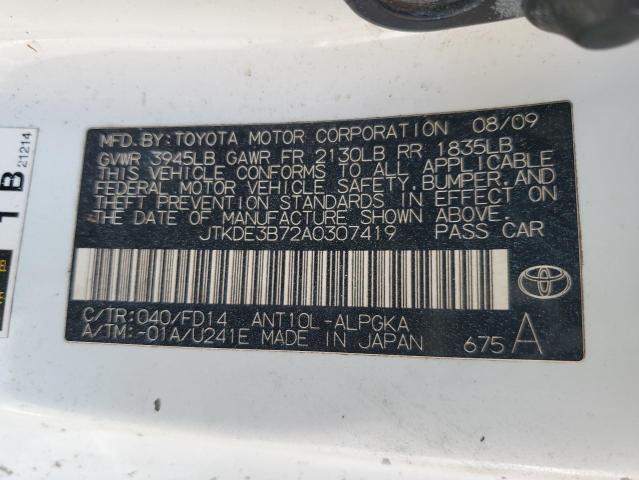 MFD.BY:TOYOTA MOTOR CORPORATION 08/09
GVWR 3945LB GAWR FR 2130LB RR 1835LB
THIS VEHICLE CONFORMS TO ALL APPLICABLE
FEDERAL MOTOR VEHICLE SAFETY,BUMPER,AND
THEFT PREVENTION STANDARDS IN EFFECT ON
THE DATE OF MANUFACTURE SHOWN ABOVE.
JTKDE3B72A0307419 PASS CAR
C/TR:040/FD14 ANT10L-ALPGKA
A/TM:-01A/U241E MADE IN JAPAN 675 A
1B
21214